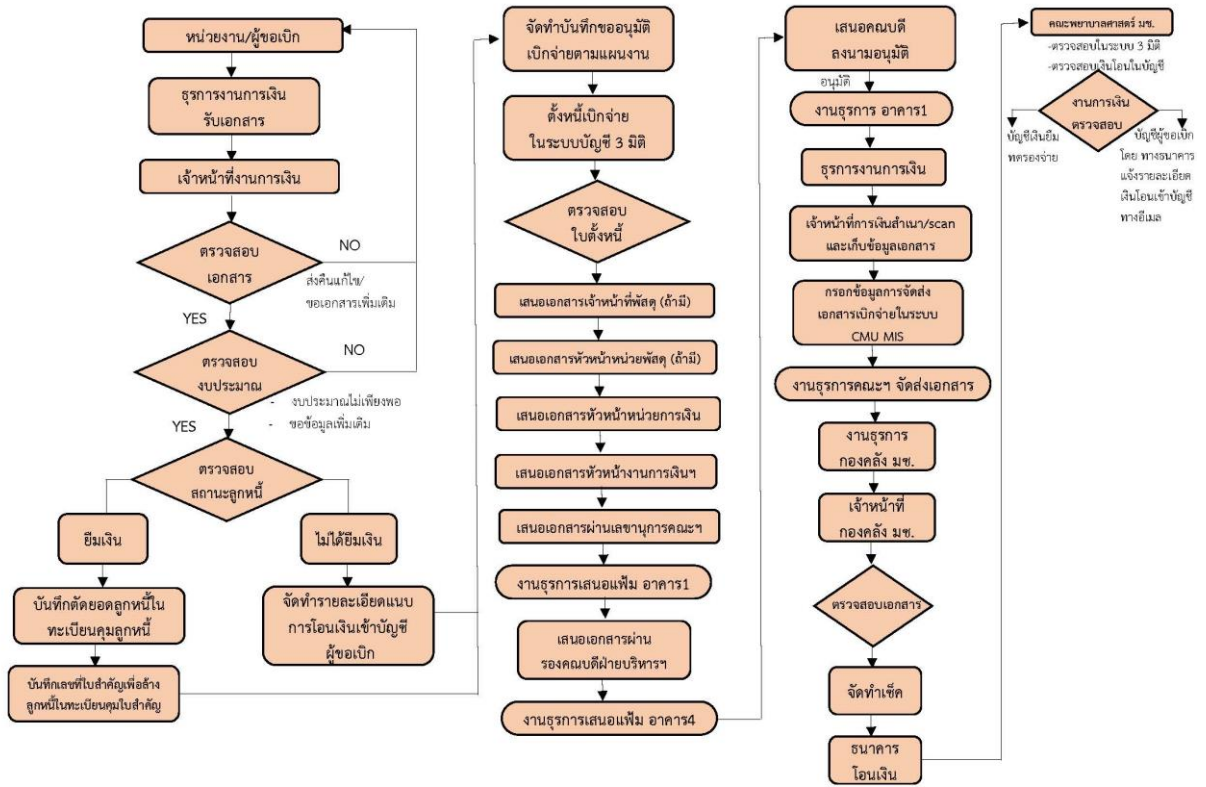 หน่วยงาน/ผู้ขอเบิก
ธุรการงานการเงิน
รับเอกสาร
เจ้าหน้าที่งานการเงิน
ตรวจสอบ
เอกสาร
NO
ส่งคืนแก้ไข/
ขอเอกสารเพิ่มเติม
YES
ตรวจสอบ
งบประมาณ
NO
- งบประมาณไม่เพียงพอ
- ขอข้อมูลเพิ่มเติม
YES
ตรวจสอบ
สถานะลูกหนี้
ยืมเงิน
ไม่ได้ยืมเงิน
บันทึกตัดยอดลูกหนี้ใน
ทะเบียนคุมลูกหนี้
จัดทำรายละเอียดแนบ
การโอนเงินเข้าบัญชี
ผู้ขอเบิก
บันทึกเลขที่ใบสำคัญเพื่อล้าง
ลูกหนี้ในทะเบียนคุมใบสำคัญ
จัดทำบันทึกขออนุมัติ
เบิกจ่ายตามแผนงาน
ตั้งหนี้เบิกจ่าย
ในระบบบัญชี 3 มิติ
ตรวจสอบ
ใบตั้งหนี้
เสนอเอกสารเจ้าหน้าที่พัสดุ (ถ้ามี)
เสนอเอกสารหัวหน้าหน่วยพัสดุ (ถ้ามี)
เสนอเอกสารหัวหน้าหน่วยการเงิน
เสนอเอกสารหัวหน้างานการเงินฯ
เสนอเอกสารผ่านเลขานุการคณะฯ
งานธุรการเสนอแฟ้ม อาคาร1
เสนอเอกสารผ่าน
รองคณบดีฝ่ายบริหารฯ
งานธุรการเสนอแฟ้ม อาคาร4
เสนอคณบดี
ลงนามอนุมัติ
อนุมัติ
งานธุรการ อาคาร1
ธุรการงานการเงิน
เจ้าหน้าที่การเงินสำเนา/scan
และเก็บข้อมูลเอกสาร
กรอกข้อมูลการจัดส่ง
เอกสารเบิกจ่ายในระบบ
CMU MIS
งานธุรการคณะฯ จัดส่งเอกสาร
งานธุรการ
กองคลัง มช.
เจ้าหน้าที่
กองคลัง มช.
ตรวจสอบเอกสาร
จัดทำเช็ค
ธนาคาร
โอนเงิน
คณะพยาบาลศาสตร์ มช.
-ตรวจสอบในระบบ 3 มิติ
-ตรวจสอบเงินโอนในบัญชี
งานการเงิน
ตรวจสอบ
บัญชีเงินยืม
ทดรองจ่าย
บัญชีผู้ขอเบิก
โดย ทางธนาคาร
แจ้งรายละเอียด
เงินโอนเข้าบัญชี
ทางอีเมล